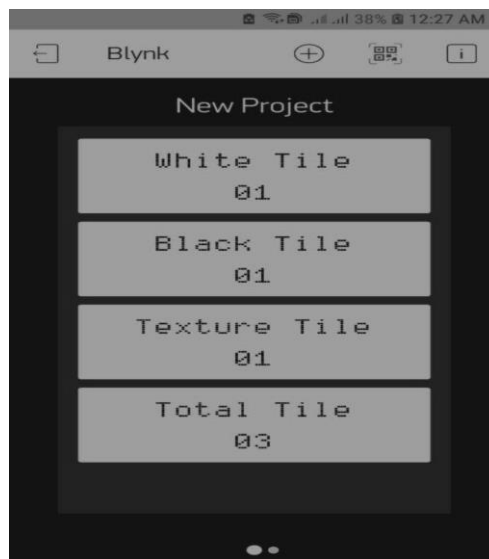 38% 12:27 AM
Blynk
New Project
White Tile
01
Black Tile
01
Texture Tile
01
Total Tile
03